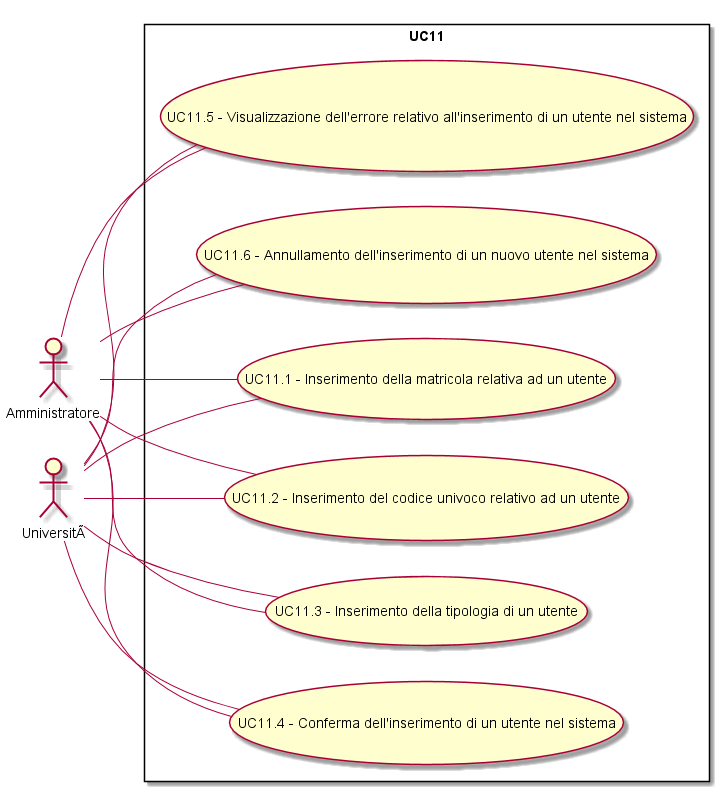 UC11
UC11.5 - Visualizzazione dell'errore relativo all'inserimento di un utente nel sistema
UC11.6 - Annullamento dell'inserimento di un nuovo utente nel sistema
UC11.1 - Inserimento della matricola relativa ad un utente
Amministratore
UC11.2 - Inserimento del codice univoco relativo ad un utente
UniversitÃ
UC11.3 - Inserimento della tipologia di un utente
UC11.4 - Conferma dell'inserimento di un utente nel sistema